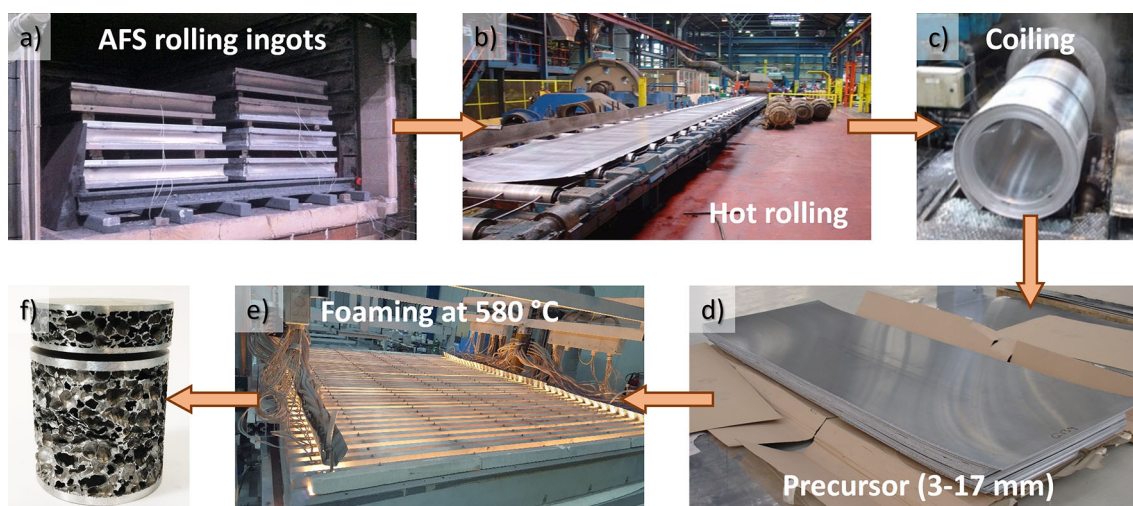 a)
AFS rolling ingots
b)
Hot rolling
c)
Coiling
d)
Precursor (3-17 mm)
e)
Foaming at 580 °C
f)